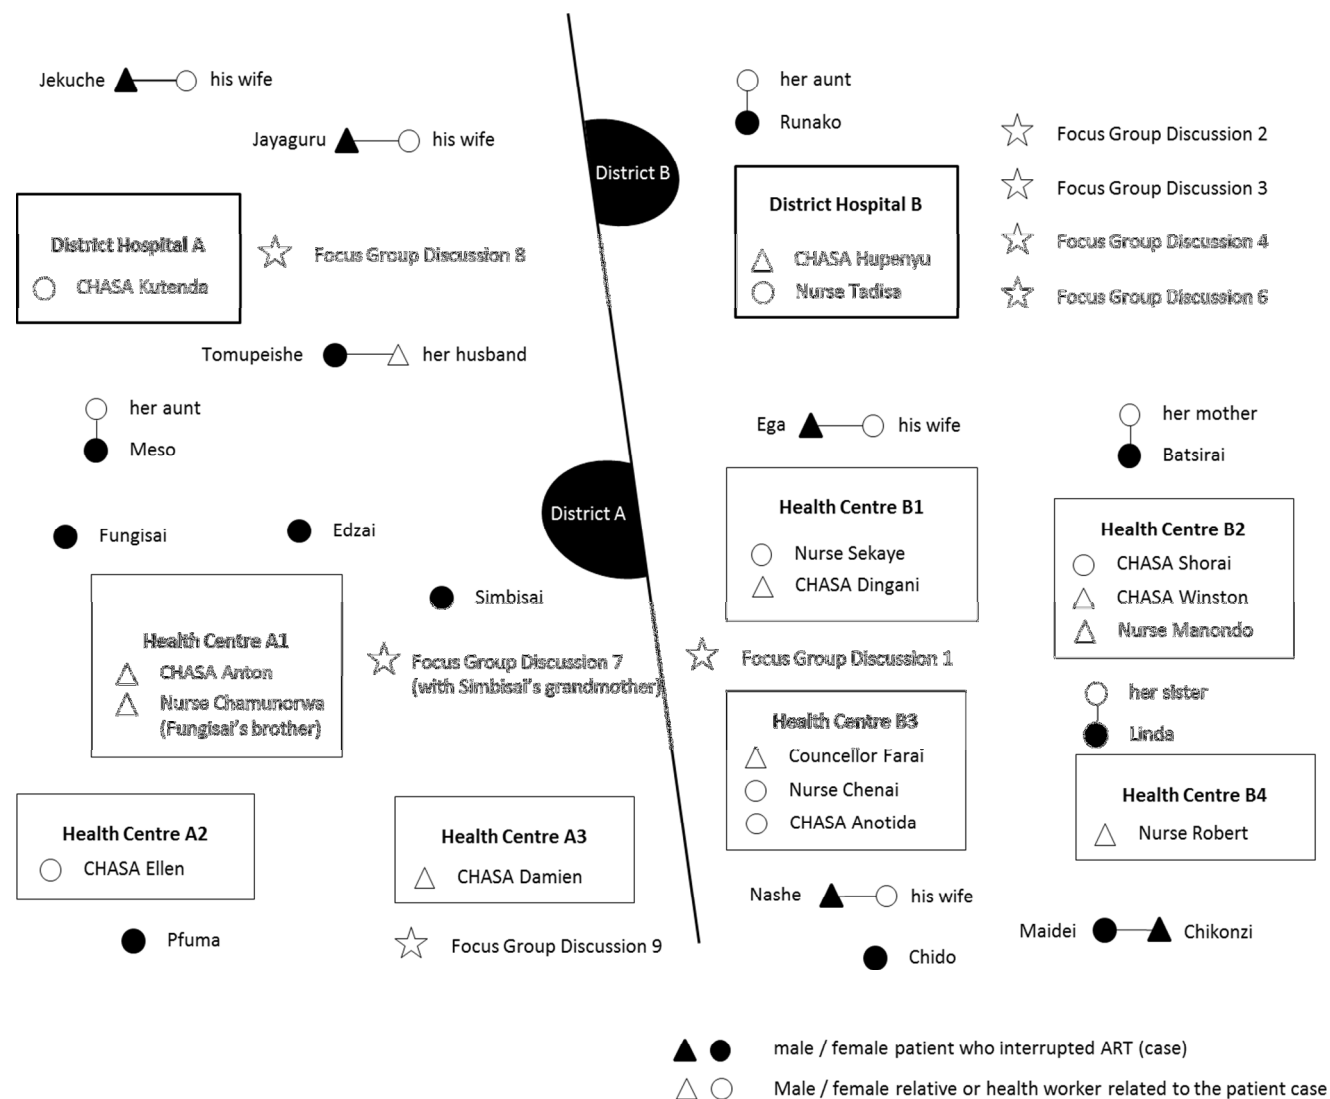 Jekuche
his wife
Jayaguru
his wife
District Hospital A
CHASA Kutenda
Focus Group Discussion 8
Tomupeishe
her husband
her aunt
Meso
Fungisai
Edzai
Simbisai
Health Centre A1
CHASA Anton
Nurse Chamunorwa
(Fungisai's brother)
Focus Group Discussion 7
(with Simbisai's grandmother)
Health Centre A2
CHASA Ellen
Pfuma
Health Centre A3
CHASA Damien
Focus Group Discussion 9
District B
District A
her aunt
Runako
Focus Group Discussion 2
Focus Group Discussion 3
Focus Group Discussion 4
Focus Group Discussion 6
District Hospital B
CHASA Hupenyu
Nurse Tadisa
Ega
his wife
her mother
Batsirai
Health Centre B1
Nurse Sekaye
CHASA Dingani
Health Centre B2
CHASA Shorai
CHASA Winston
Nurse Manondo
Focus Group Discussion 1
her sister
Linda
Health Centre B3
Councellor Farai
Nurse Chenai
CHASA Anotida
Health Centre B4
Nurse Robert
Nashe
his wife
Maidei
Chikonzi
Chido
male / female patient who interrupted ART (case)
Male / female relative or health worker related to the patient case